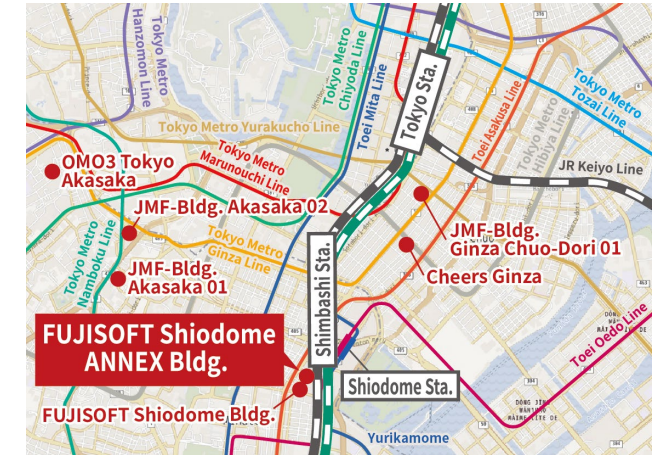 Tokyo Metro
Hanzomon Line
Tokyo Metro
Chiyoda Line
Toei Mita Line
Tokyo Sta.
Toei Asakusa Line
Tokyo Metro
Hibiya Line
Tokyo Metro
Tozai Line
Tokyo Metro Yurakucho Line
Tokyo Metro
Marunouchi Line
JR Keiyo Line
OMO3 Tokyo
Akasaka
JMF-Bldg. Akasaka 02
Tokyo Metro
Namboku Line
Tokyo Metro
Ginza Line
JMF-Bldg.
Akasaka 01
JMF-Bldg.
Ginza Chuo-Dori 01
Cheers Ginza
Shimbashi Sta.
FUJISOFT Shiodome
ANNEX Bldg.
FUJISOFT Shiodome Bldg.
Shiodome Sta.
Toei Oedo Line
Yurikamome